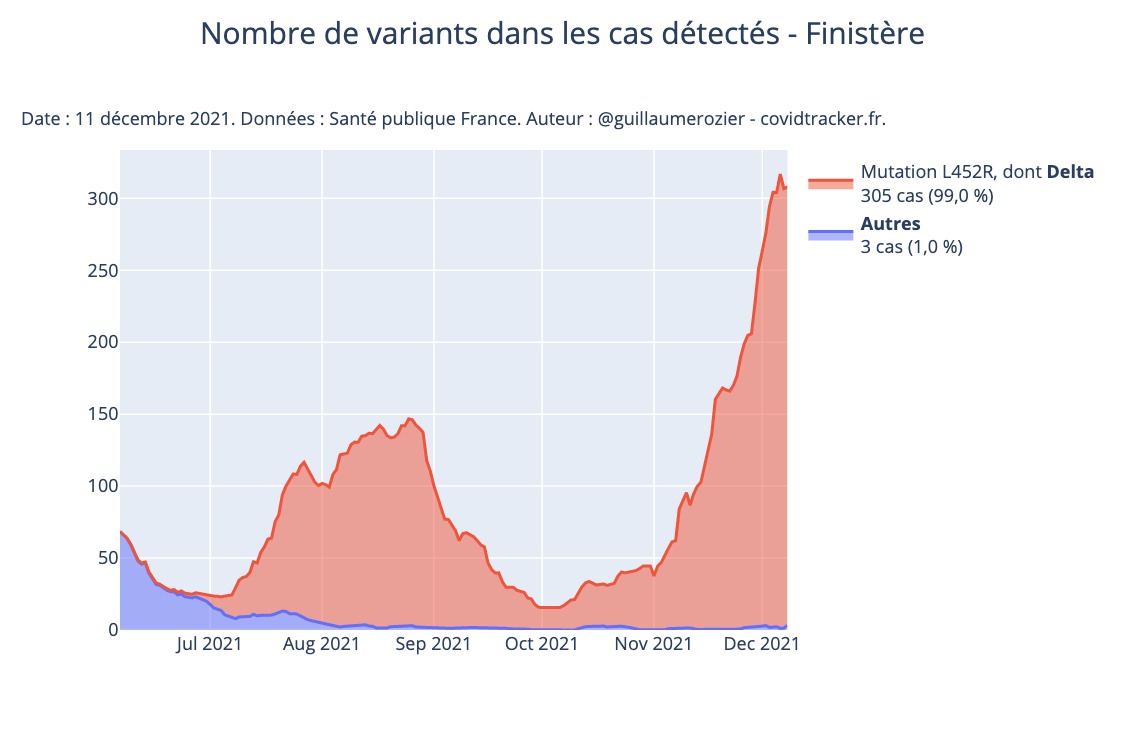 Nombre de variants dans les cas détectés - Finistère
Date : 11 décembre 2021. Données : Santé publique France. Auteur : @guillaumerozier - covidtracker.fr.
Mutation L452R, dont Delta
305 cas (99,0 %)
Autres
3 cas (1,0 %)
300
250
200
150
100
50
0
Jul 2021
Aug 2021
Sep 2021
Oct 2021
Nov 2021
Dec 2021